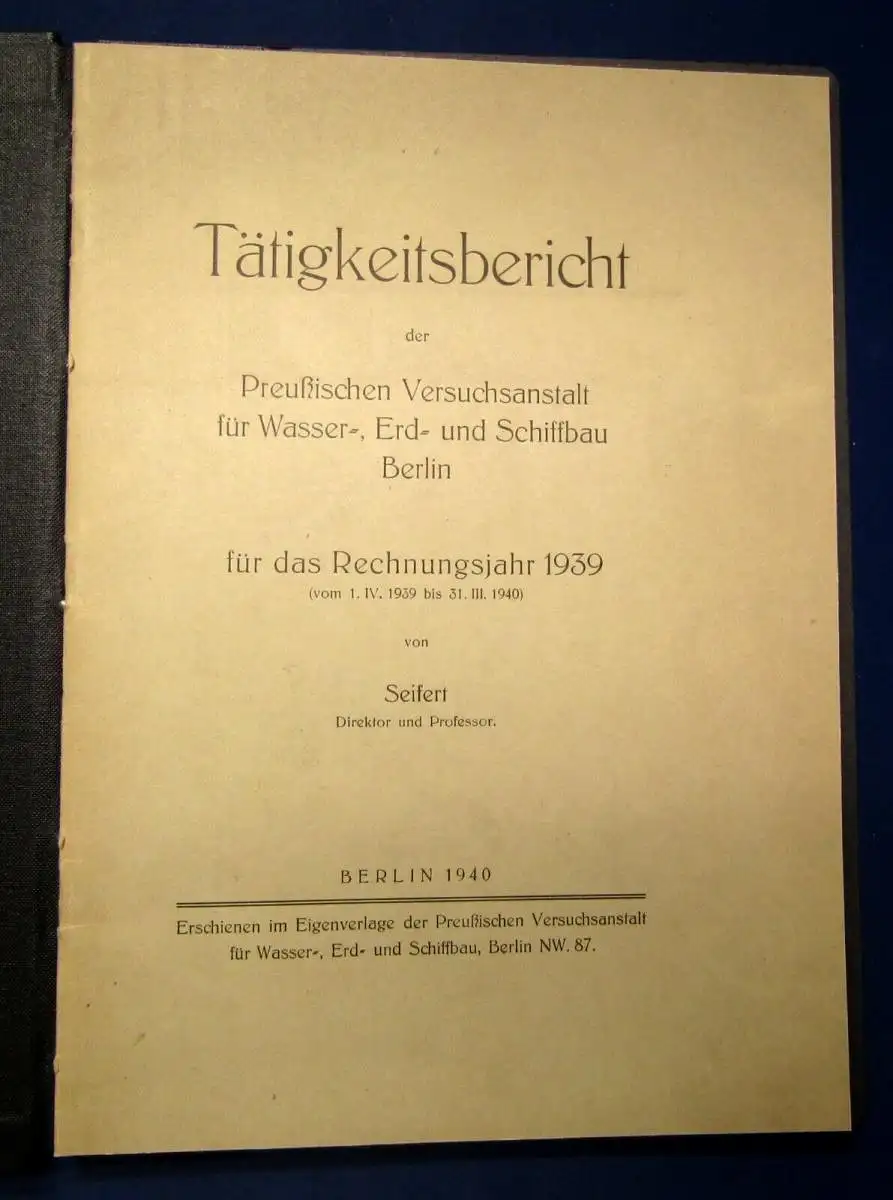 Tätigkeitsbericht
der
Preußischen Versuchsanstalt
für Wasser-, Erd- und Schiffbau
Berlin
für das Rechnungsjahr 1939
(vom 1. IV. 1939 bis 31. III. 1940)
von
Seifert
Direktor und Professor.
BERLIN 1940
Erschienen im Eigenverlage der Preußischen Versuchsanstalt
für Wasser-, Erd- und Schiffbau, Berlin NW. 87.